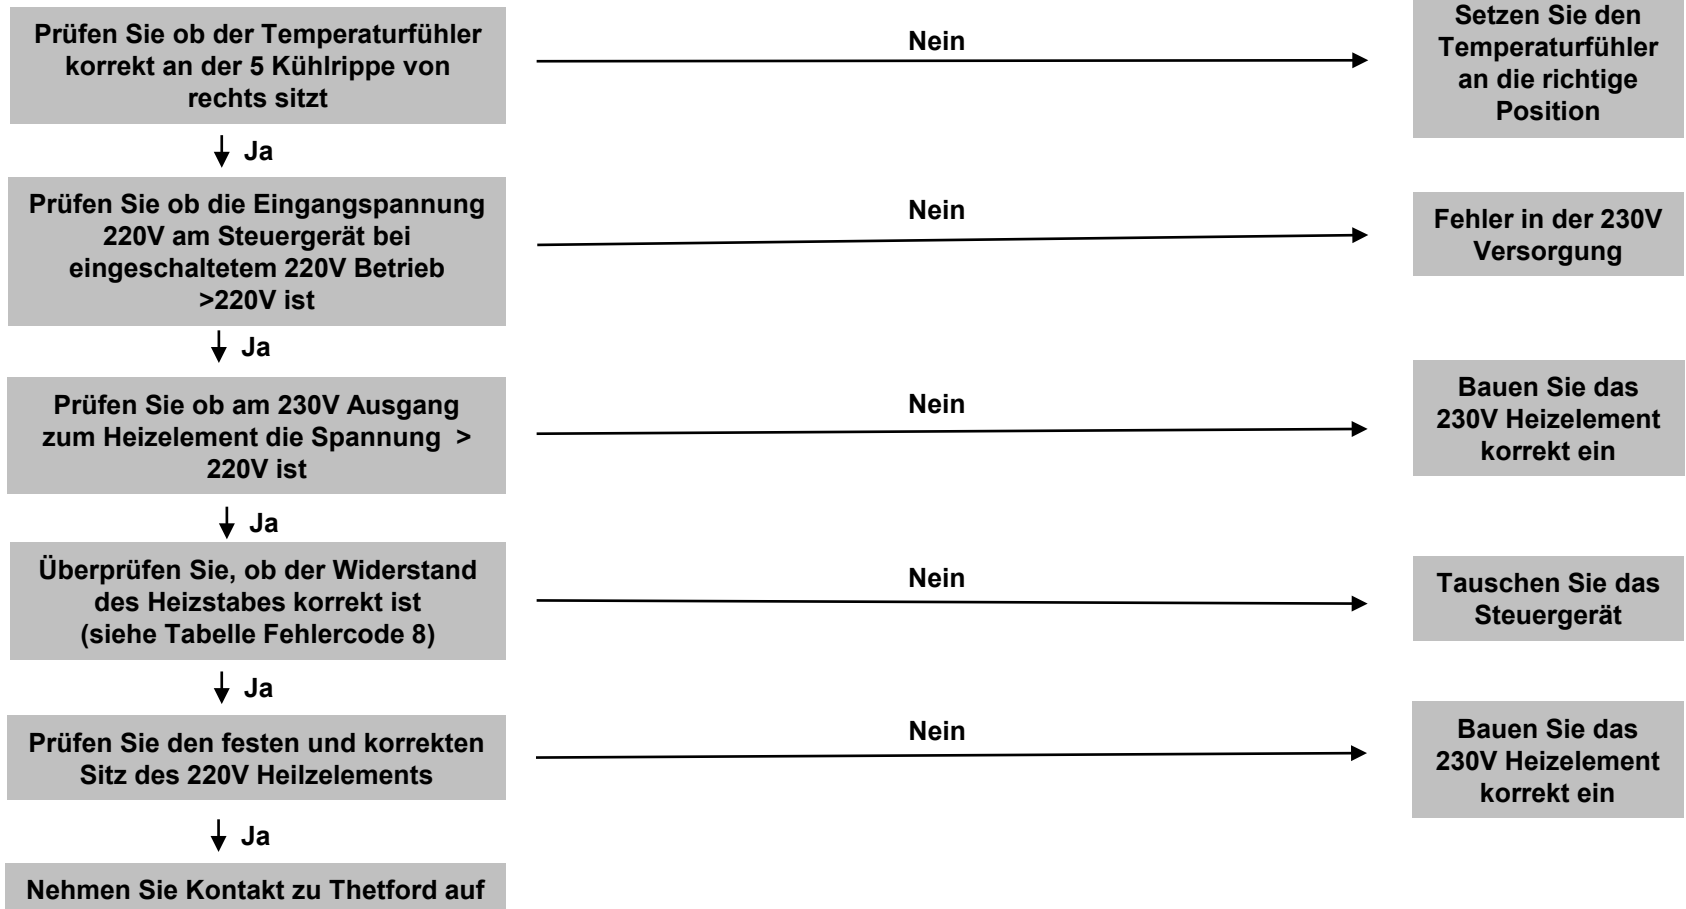 Prüfen Sie ob der Temperaturfühler
korrekt an der 5 Kühlrippe von
rechts sitzt
Nein
Setzen Sie den
Temperaturfühler
an die richtige
Position
Ja
Prüfen Sie ob die Eingangspannung
220V am Steuergerät bei
eingeschaltetem 220V Betrieb
>220V ist
Nein
Fehler in der 230V
Versorgung
Ja
Prüfen Sie ob am 230V Ausgang
zum Heizelement die Spannung >
220V ist
Nein
Bauen Sie das
230V Heizelement
korrekt ein
Ja
Überprüfen Sie, ob der Widerstand
des Heizstabes korrekt ist
(siehe Tabelle Fehlercode 8)
Nein
Tauschen Sie das
Steuergerät
Ja
Prüfen Sie den festen und korrekten
Sitz des 220V Heilzelements
Nein
Bauen Sie das
230V Heizelement
korrekt ein
Ja
Nehmen Sie Kontakt zu Thetford auf